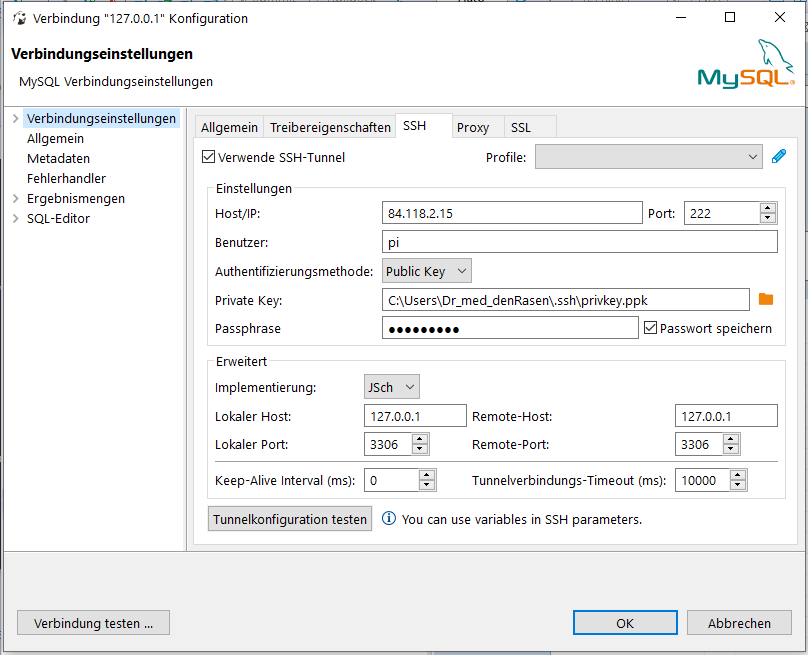 Verbindung "127.0.0.1" Konfiguration
Verbindungseinstellungen
MySQL Verbindungseinstellungen
MySQL
Verbindungseinstellungen
Allgemein
Metadaten
Fehlerhandler
Ergebnismengen
SQL-Editor
Allgemein Treibereigenschaften SSH Proxy SSL
Verwende SSH-Tunnel Profile:
Einstellungen
Host/IP: 84.118.2.15 Port: 222
Benutzer: pi
Authentifizierungsmethode: Public Key
Private Key: C:\Users\Dr_med_denRasen\.ssh\privkey.ppk
Passphrase ●●●●●●●●● Passwort speichern
Erweitert
Implementierung: JSch
Lokaler Host: 127.0.0.1 Remote-Host: 127.0.0.1
Lokaler Port: 3306 Remote-Port: 3306
Keep-Alive Interval (ms): 0 Tunnelverbindungs-Timeout (ms): 10000
Tunnelkonfiguration testen You can use variables in SSH parameters.
Verbindung testen ... OK Abbrechen